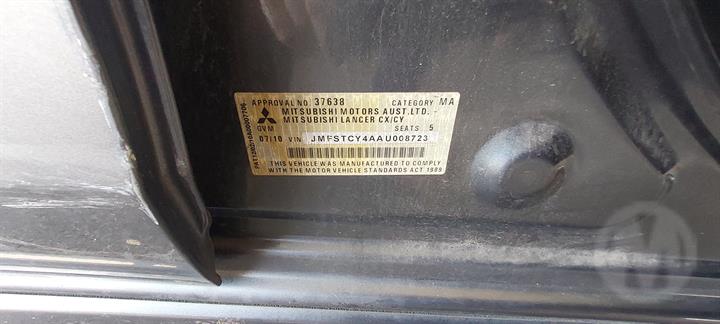 APPROVAL NO. 37638 CATEGORY MA
MITSUBISHI MOTORS AUST.LTD.-
MITSUBISHI LANCER CX/CY
GVM SEATS 5
07/10 VIN JMFSTCY4AAU008723
THIS VEHICLE WAS MANUFACTURED TO COMPLY
WITH THE MOTOR VEHICLE STANDARDS ACT 1989
M